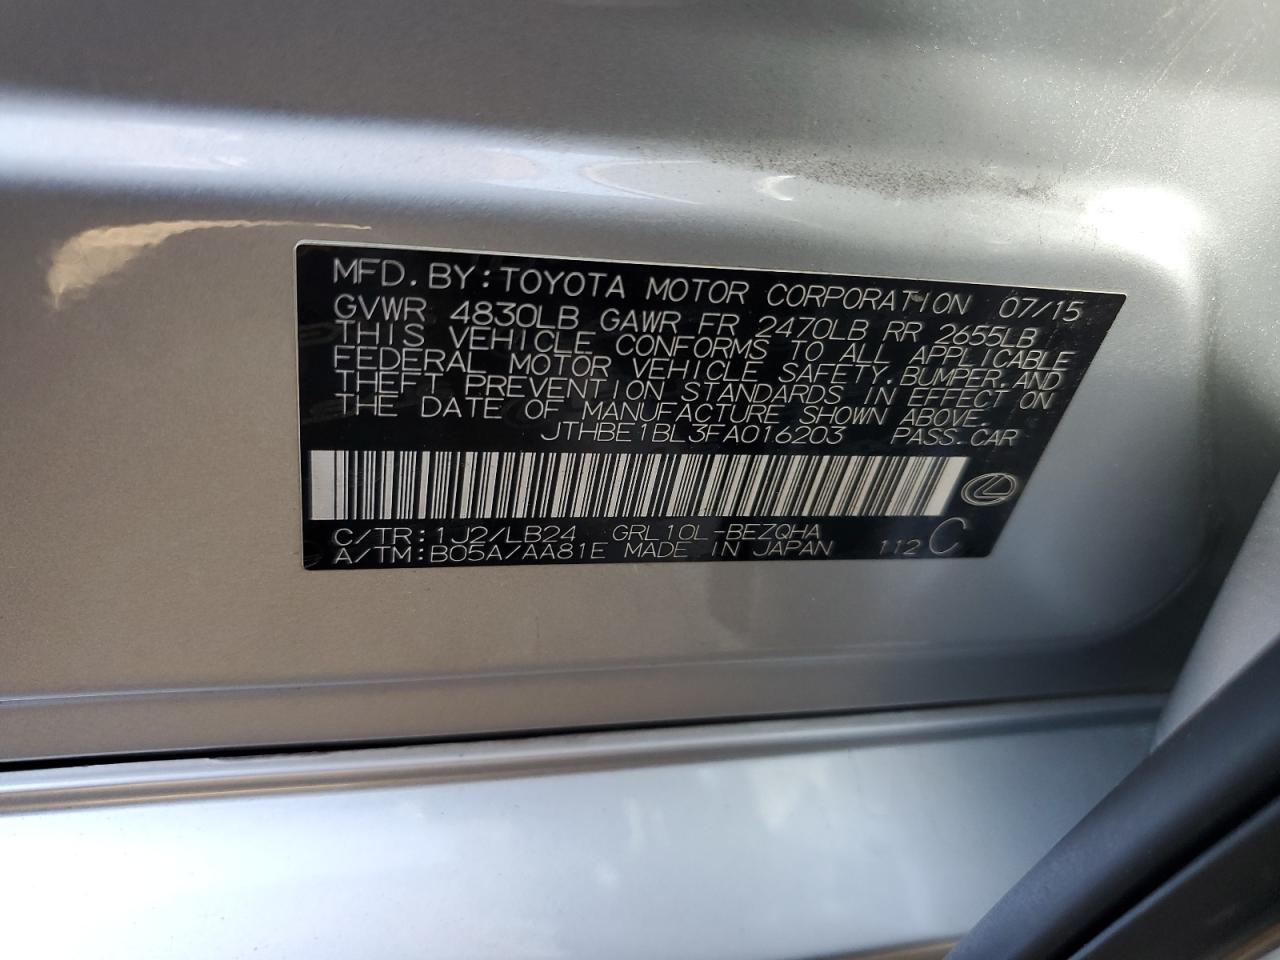 MFD. BY: TOYOTA MOTOR CORPORATION 07/15
GVWR 4830LB GAWR FR 2470LB RR 2655LB
THIS VEHICLE CONFORMS TO ALL APPLICABLE
FEDERAL MOTOR VEHICLE SAFETY, BUMPER, AND
THEFT PREVENTION STANDARDS IN EFFECT ON
THE DATE OF MANUFACTURE SHOWN ABOVE.
JTHBE1BL3FA016203 PASS. CAR
C/TR: 1J2/LB24 GRL10L-BEZQHA
A/TM: B05A/AA81E MADE IN JAPAN 112 C